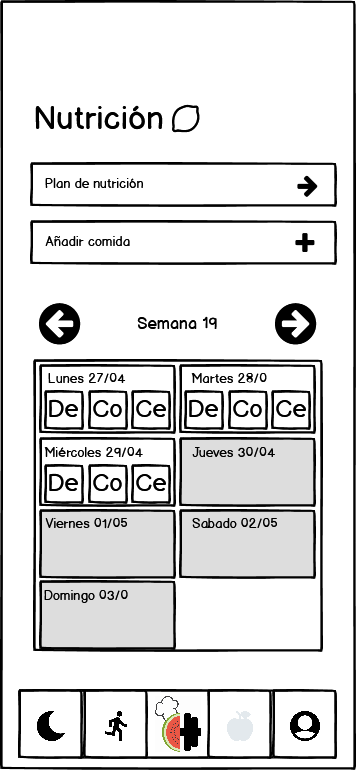 Nutrición
Plan de nutrición
Añadir comida
Semana 19
Lunes 27/04
Martes 28/0
De Co Ce
De Co Ce
Miércoles 29/04
Jueves 30/04
De Co Ce
Viernes 01/05
Sabado 02/05
Domingo 03/0